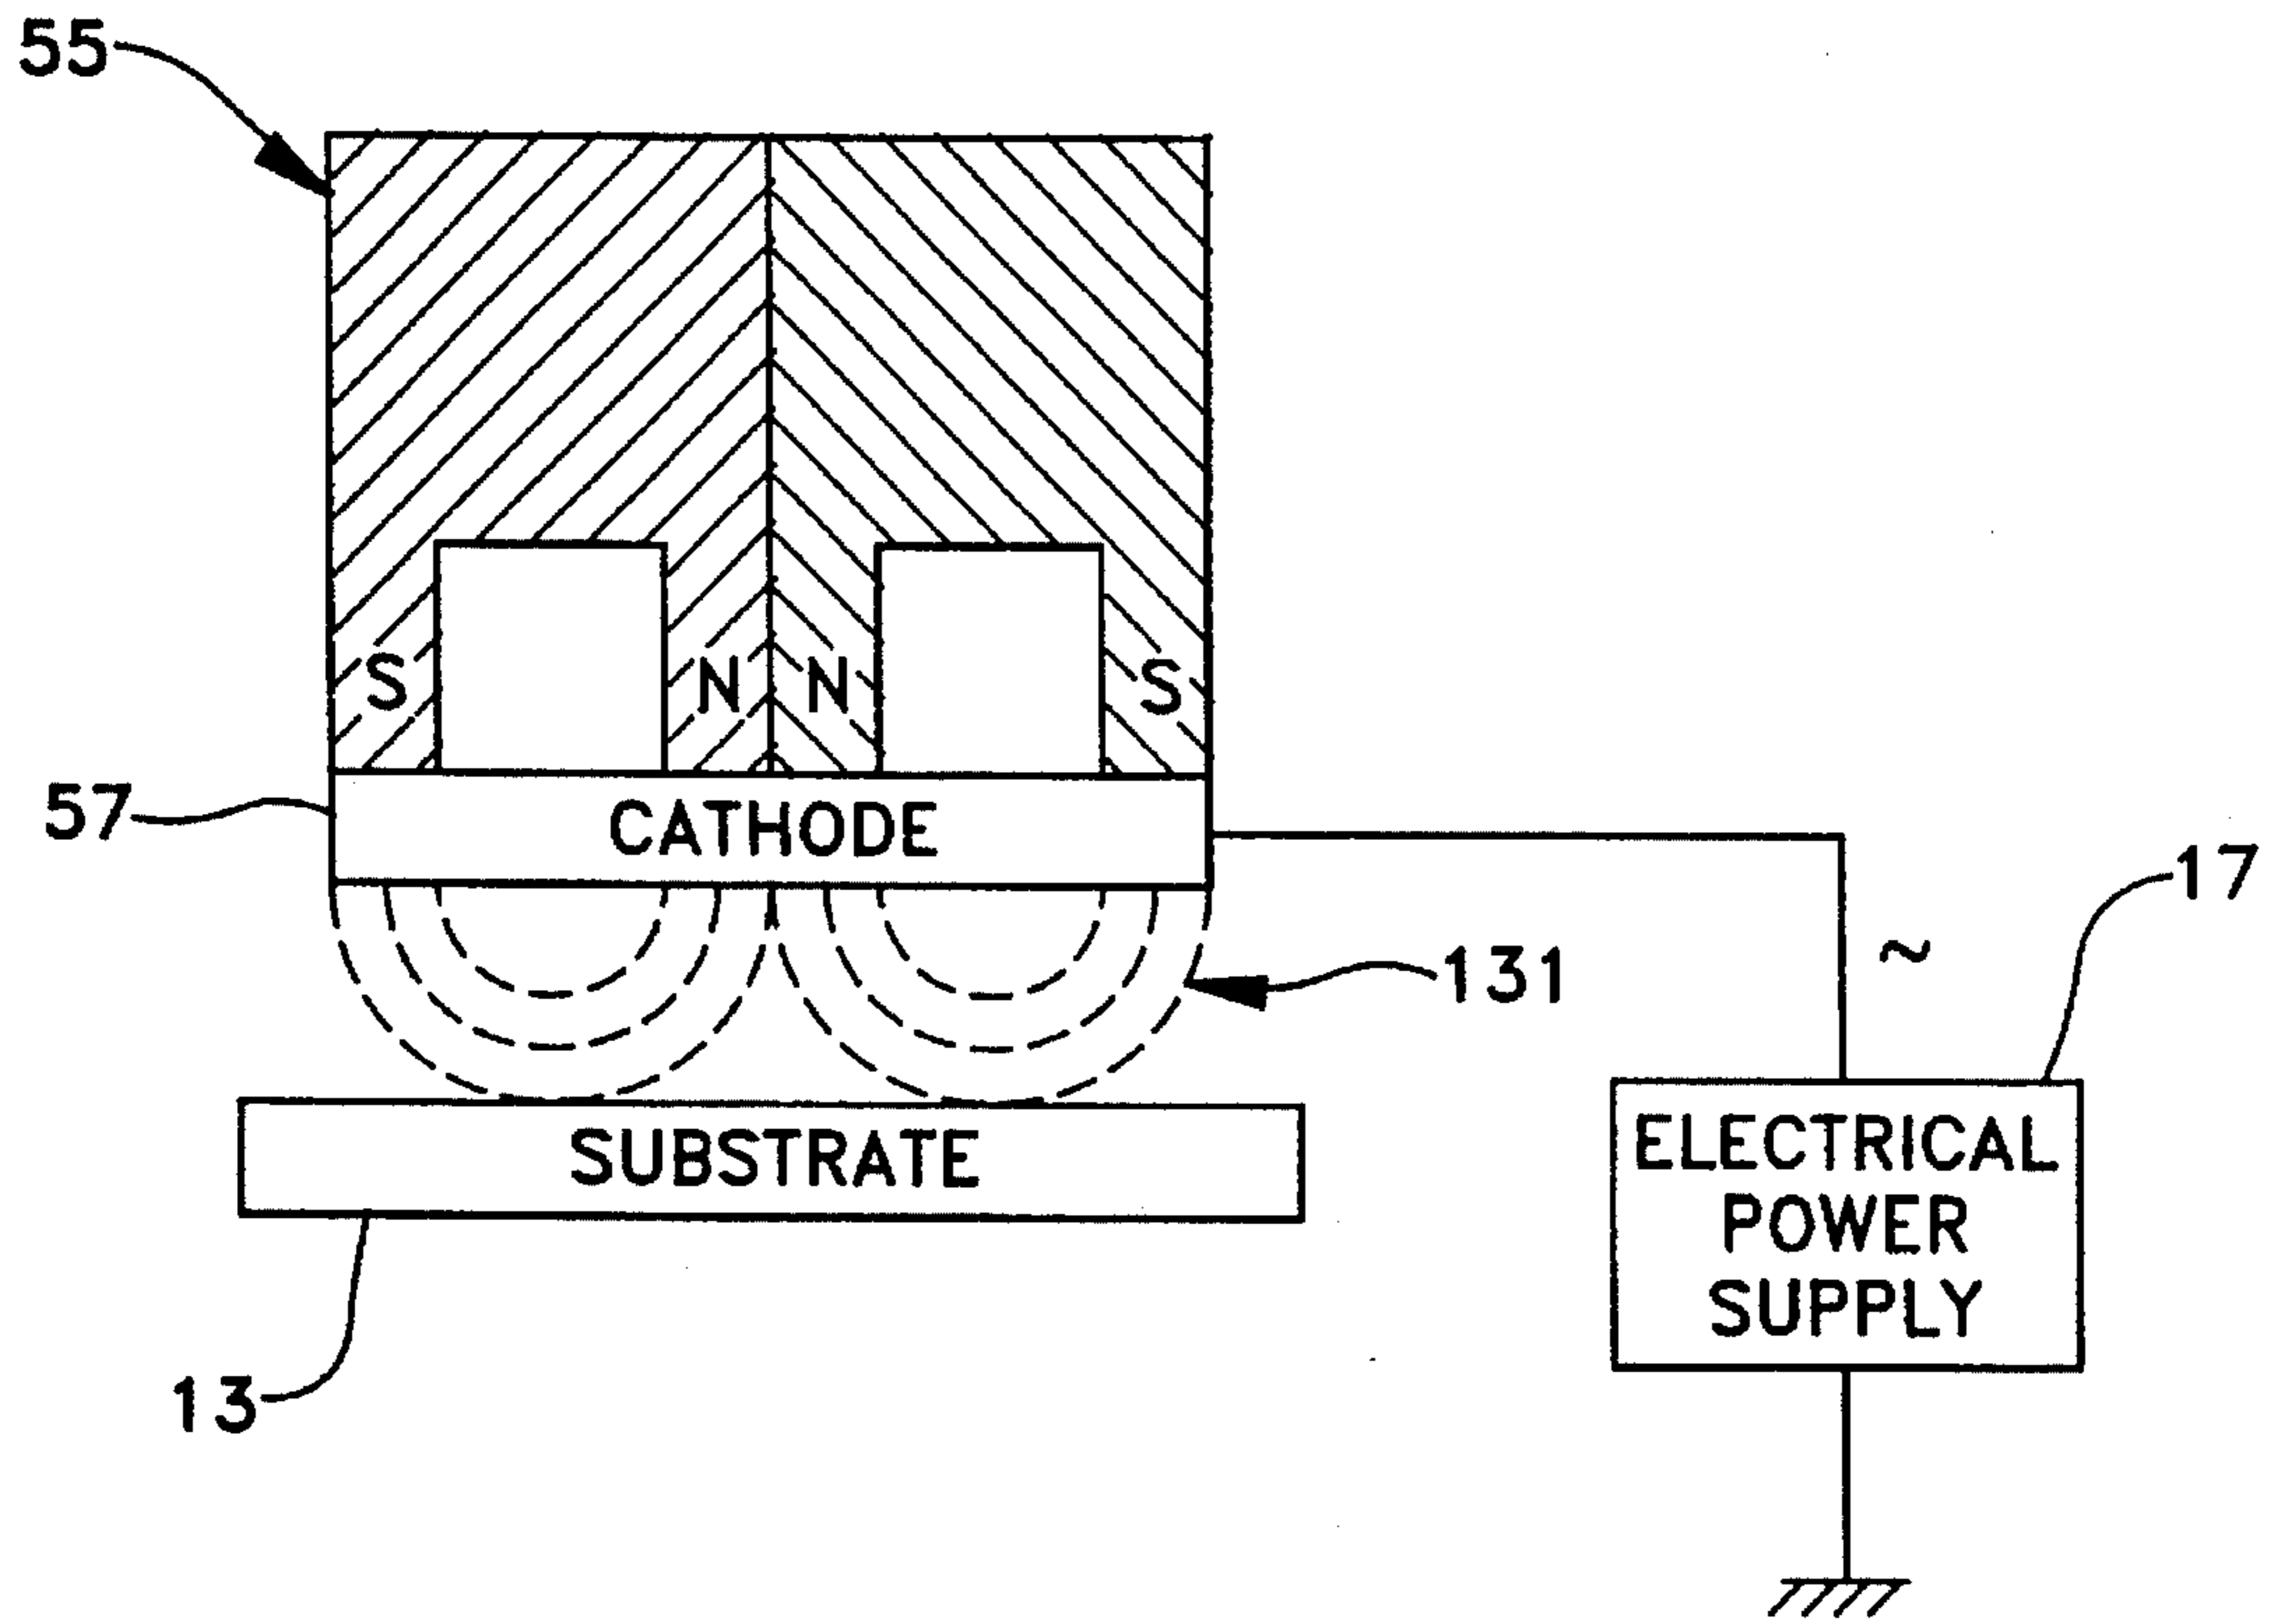 55
S
N
N
S
57
CATHODE
17
~
131
ELECTRICAL
POWER
SUPPLY
SUBSTRATE
13